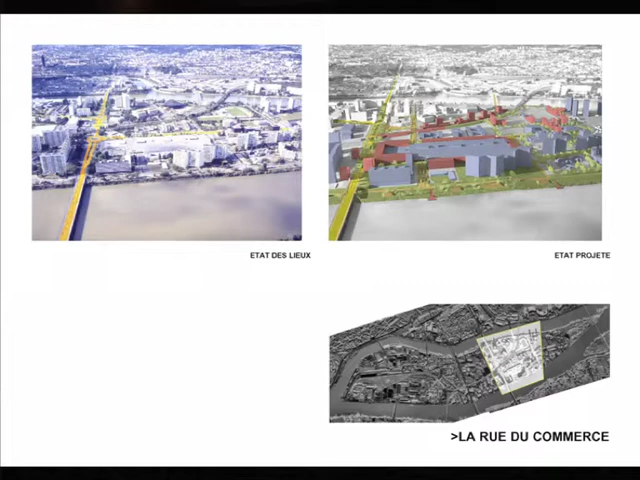 ETAT DES LIEUX
ETAT PROJETE
>LA RUE DU COMMERCE